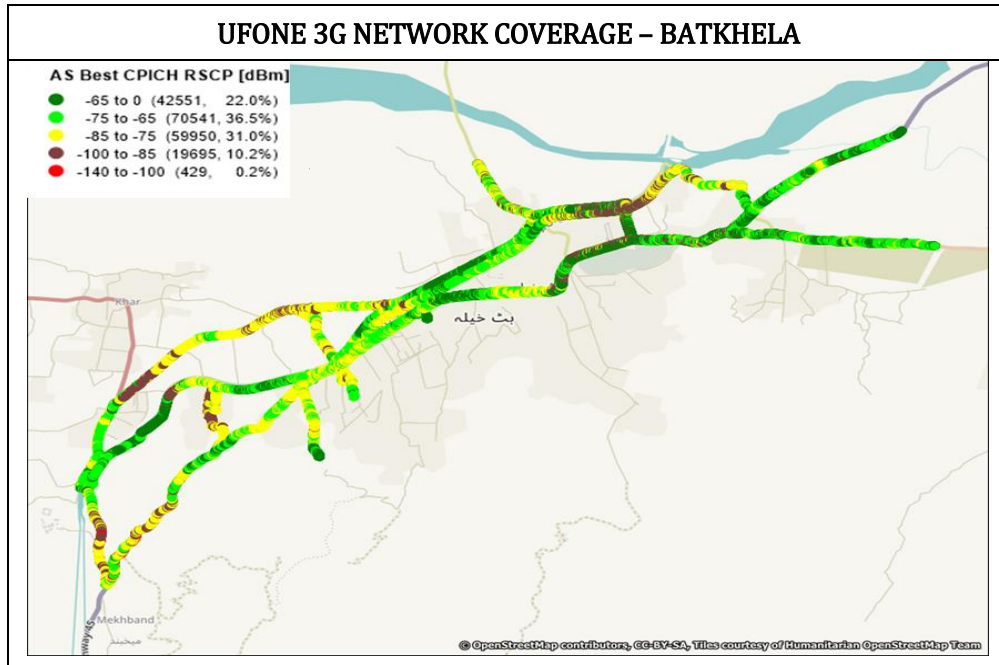 UFONE 3G NETWORK COVERAGE – BATKHELA
AS Best CPICH RSCP [dBm]
-65 to 0 (42551, 22.0%)
-75 to -65 (70541, 36.5%)
-85 to -75 (59950, 31.0%)
-100 to -85 (19695, 10.2%)
-140 to -100 (429, 0.2%)
Khar
بٹ خیلہ
Mekhband
میخبند
© OpenStreetMap contributors, CC-BY-SA, Tiles courtesy of Humanitarian OpenStreetMap Team